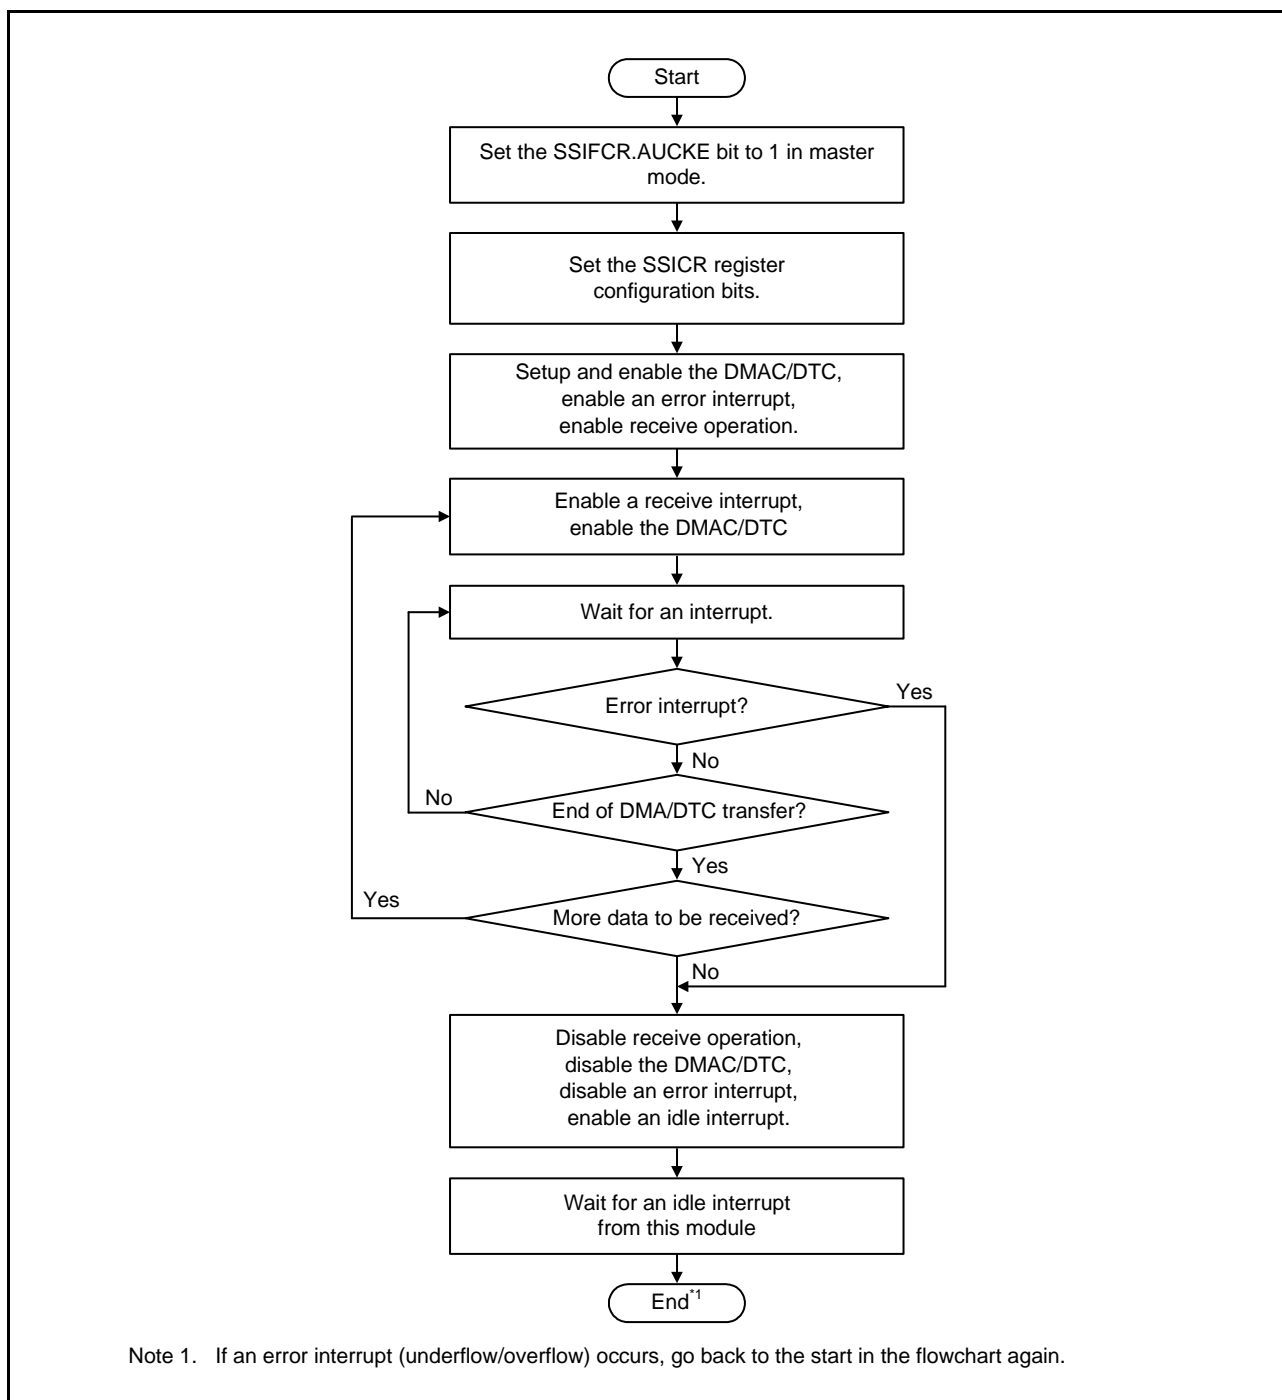 Start
Set the SSIFCR.AUCKE bit to 1 in master
mode.
Set the SSICR register
configuration bits.
Setup and enable the DMAC/DTC,
enable an error interrupt,
enable receive operation.
Enable a receive interrupt,
enable the DMAC/DTC
Wait for an interrupt.
Error interrupt?
Yes
No
End of DMA/DTC transfer?
No
Yes
More data to be received?
Yes
No
Disable receive operation,
disable the DMAC/DTC,
disable an error interrupt,
enable an idle interrupt.
Wait for an idle interrupt
from this module
End*1
Note 1. If an error interrupt (underflow/overflow) occurs, go back to the start in the flowchart again.